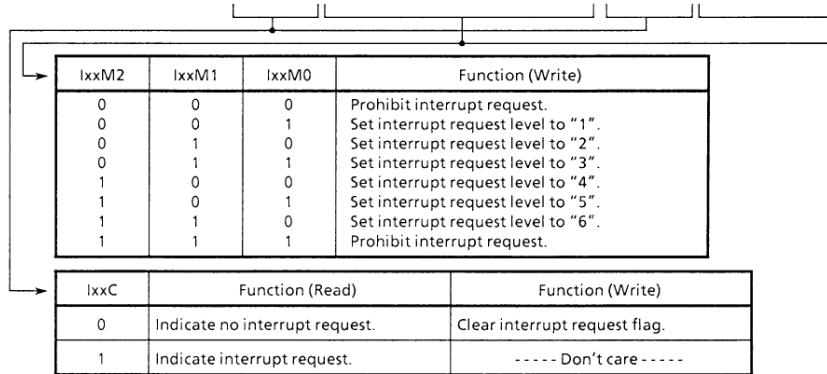 IxxM2 IxxM1 IxxM0 Function (Write)
0 0 0 Prohibit interrupt request.
0 0 1 Set interrupt request level to “1”.
0 1 0 Set interrupt request level to “2”.
0 1 1 Set interrupt request level to “3”.
1 0 0 Set interrupt request level to “4”.
1 0 1 Set interrupt request level to “5”.
1 1 0 Set interrupt request level to “6”.
1 1 1 Prohibit interrupt request.
IxxC Function (Read) Function (Write)
0 Indicate no interrupt request. Clear interrupt request flag.
1 Indicate interrupt request. - - - - - Don't care - - - - -